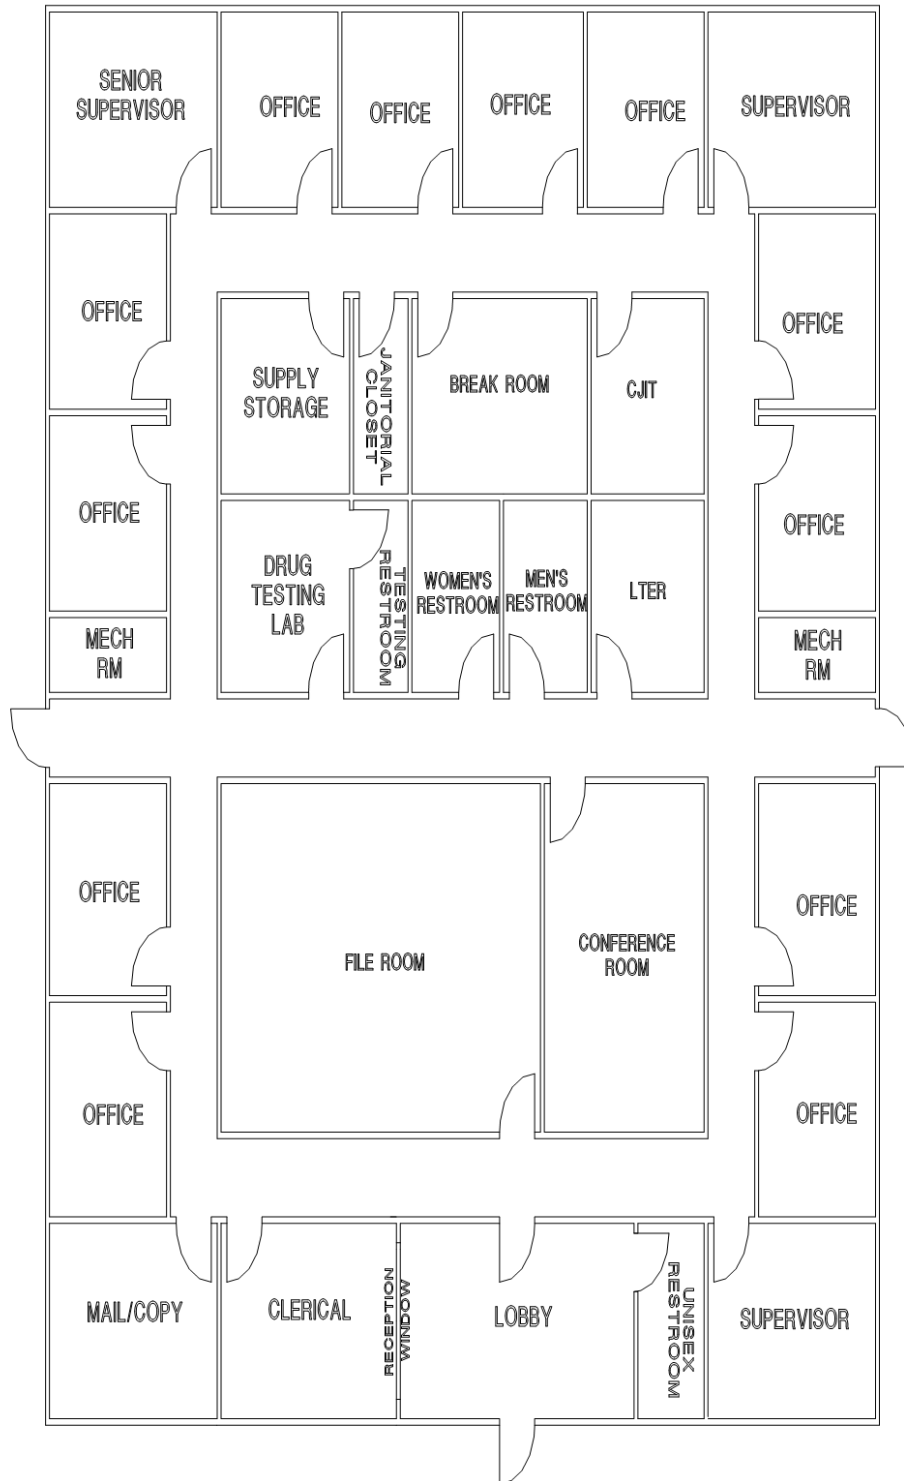 SENIOR
SUPERVISOR
OFFICE
OFFICE
OFFICE
OFFICE
SUPERVISOR
OFFICE
OFFICE
SUPPLY
STORAGE
JANITORIAL
CLOSET
BREAK ROOM
CJIT
OFFICE
OFFICE
DRUG
TESTING
LAB
TESTING
RESTROOM
WOMEN'S
RESTROOM
MEN'S
RESTROOM
LTER
MECH
RM
MECH
RM
OFFICE
OFFICE
FILE ROOM
CONFERENCE
ROOM
OFFICE
OFFICE
MAIL/COPY
CLERICAL
RECEPTION
WINDOW
LOBBY
UNISEX
RESTROOM
SUPERVISOR